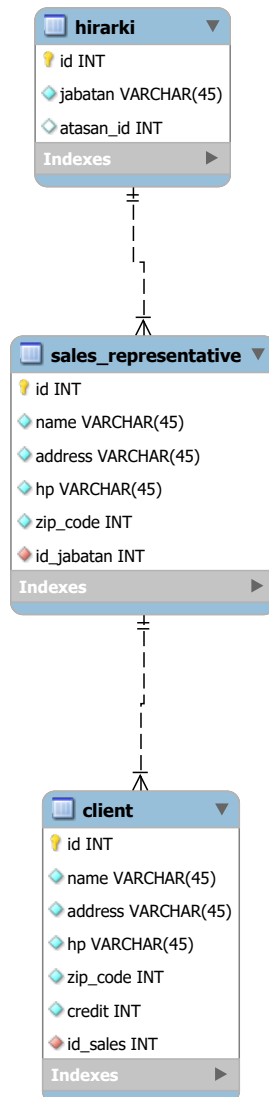 hirarki
id INT
jabatan VARCHAR(45)
atasan_id INT
Indexes
sales_representative
id INT
name VARCHAR(45)
address VARCHAR(45)
hp VARCHAR(45)
zip_code INT
id_jabatan INT
Indexes
client
id INT
name VARCHAR(45)
address VARCHAR(45)
hp VARCHAR(45)
zip_code INT
credit INT
id_sales INT
Indexes